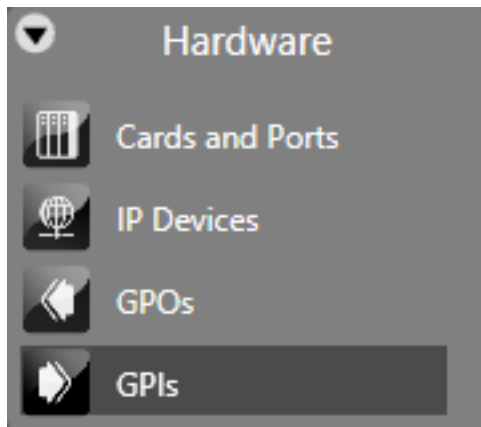 Hardware
Cards and Ports
IP Devices
GPOs
GPIs